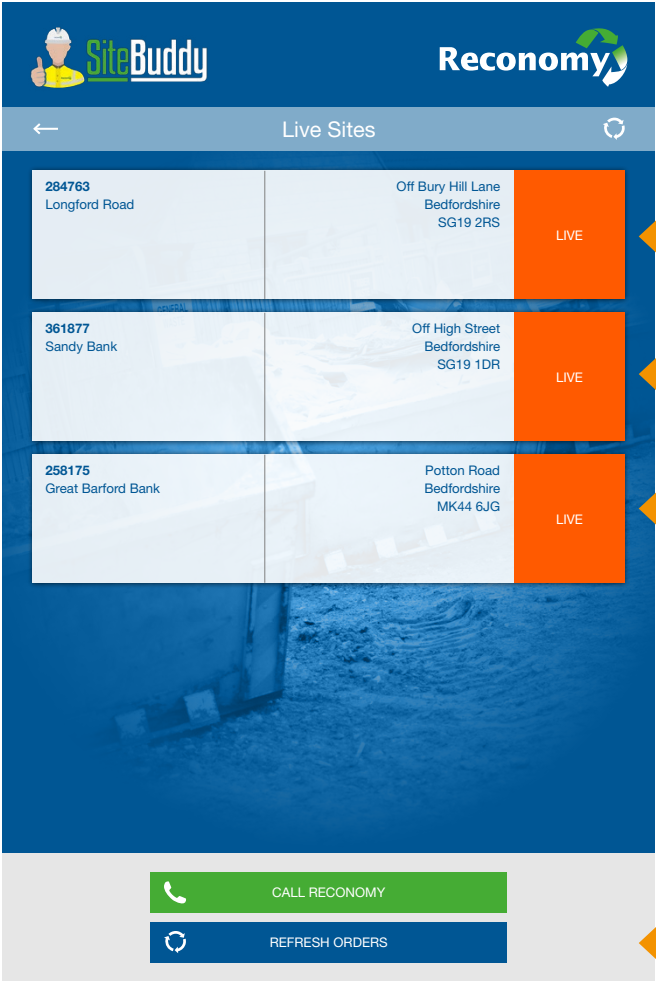 SiteBuddy
Reconomy
Live Sites
284763
Longford Road
Off Bury Hill Lane
Bedfordshire
SG19 2RS
LIVE
GENERAL
361877
Sandy Bank
Off High Street
Bedfordshire
SG19 1DR
LIVE
258175
Great Barford Bank
Potton Road
Bedfordshire
MK44 6JG
LIVE
CALL RECONOMY
REFRESH ORDERS